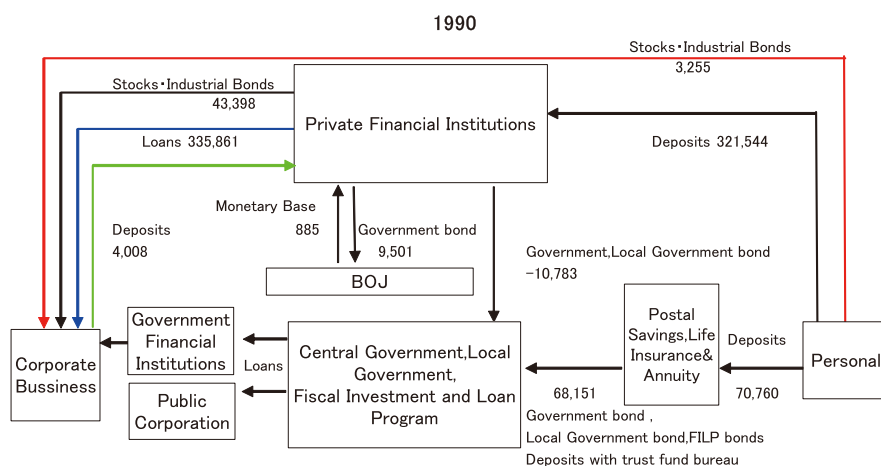 1990
Stocks・Industrial Bonds
3,255
Stocks・Industrial Bonds
43,398
Private Financial Institutions
Loans 335,861
Deposits 321,544
Monetary Base
885
Government bond
9,501
Deposits
4,008
Government,Local Government bond
−10,783
BOJ
Government
Financial
Institutions
Postal
Savings,Life
Insurance&
Annuity
Deposits
70,760
Personal
Corporate
Bussiness
Loans
Central Government,Local
Government,
Fiscal Investment and Loan
Program
68,151
Public
Corporation
Government bond ,
Local Government bond,FILP bonds
Deposits with trust fund bureau